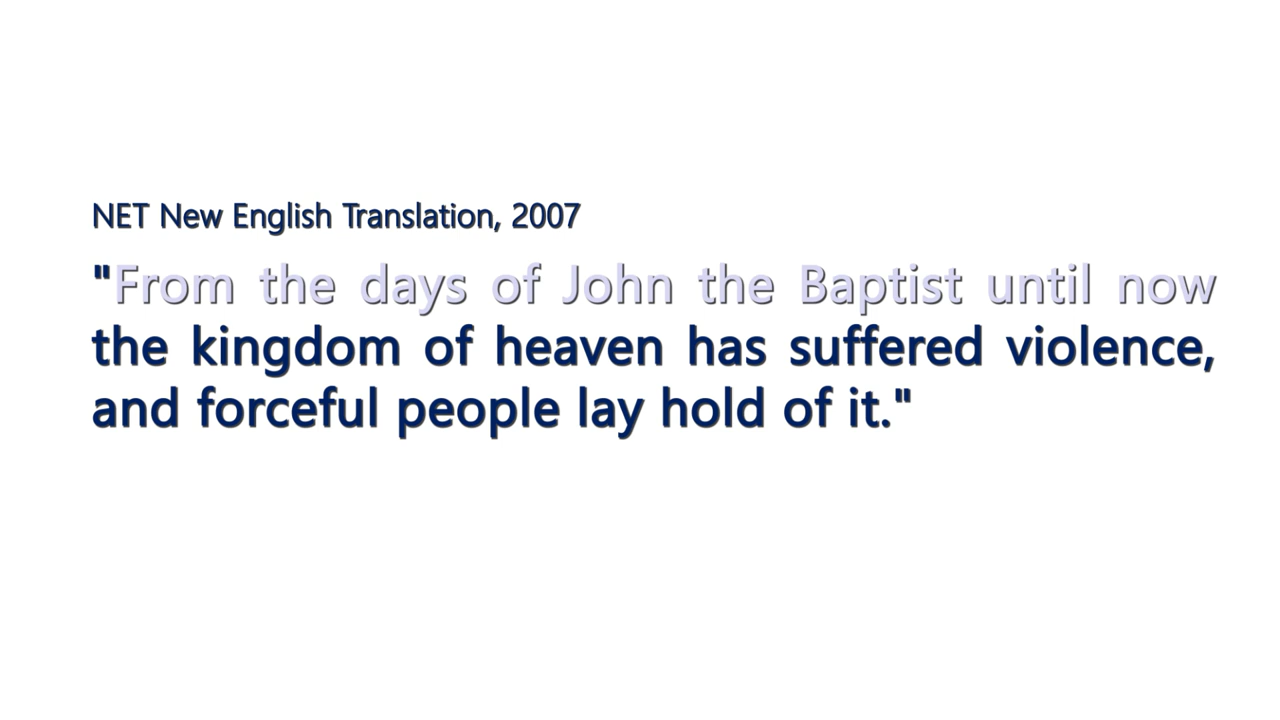 NET New English Translation, 2007
"From the days of John the Baptist until now
the kingdom of heaven has suffered violence,
and forceful people lay hold of it."